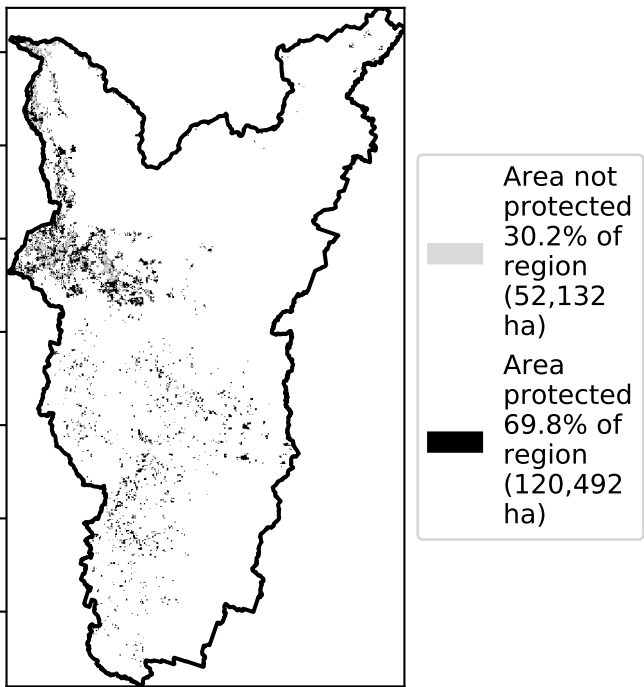 Area not
protected
30.2% of
region
(52,132
ha)
Area
protected
69.8% of
region
(120,492
ha)